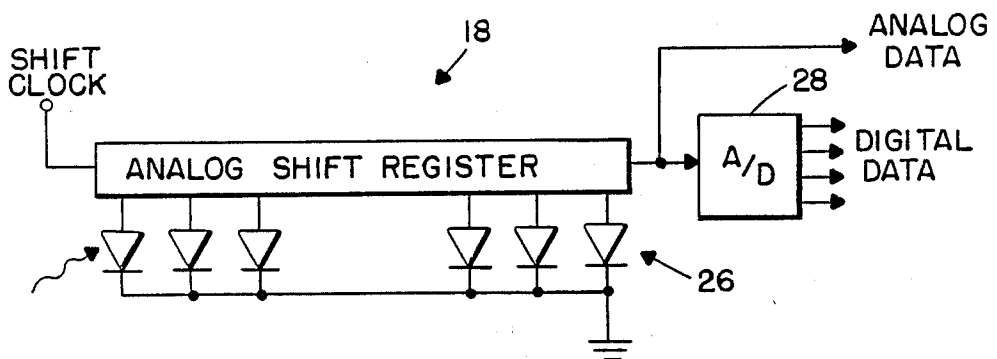 18
ANALOG
DATA
SHIFT
CLOCK
28
ANALOG SHIFT REGISTER
A/D
DIGITAL
DATA
26